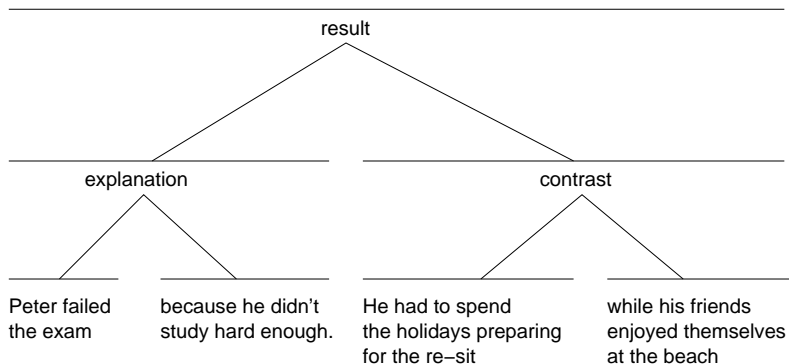 result
explanation
contrast
Peter failed
the exam
because he didn't
study hard enough.
He had to spend
the holidays preparing
for the re−sit
while his friends
enjoyed themselves
at the beach